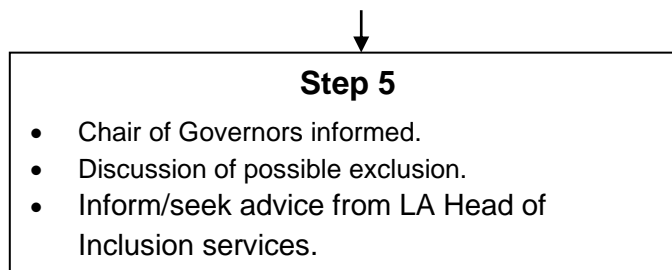 Step 5
• Chair of Governors informed.
• Discussion of possible exclusion.
• Inform/seek advice from LA Head of
Inclusion services.